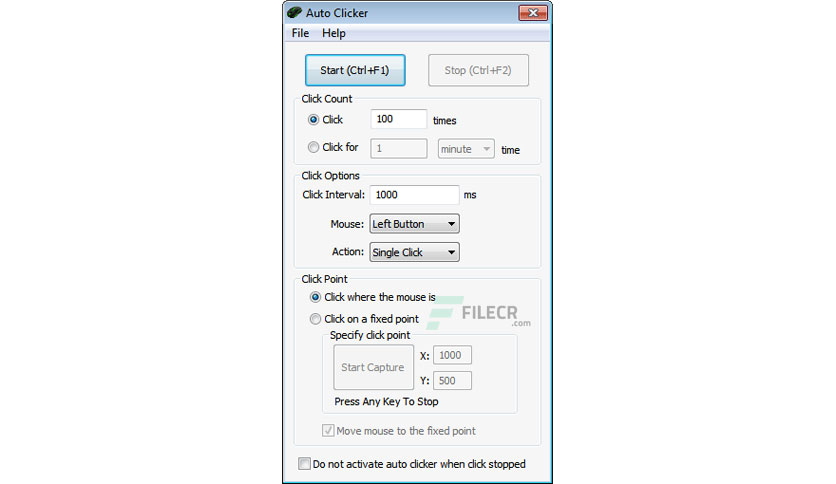 Auto Clicker
File Help
Start (Ctrl+F1) Stop (Ctrl+F2)
Click Count
Click 100 times
Click for 1 minute time
Click Options
Click Interval: 1000 ms
Mouse: Left Button
Action: Single Click
Click Point
Click where the mouse is
Click on a fixed point
FILECR
.com
Specify click point
Start Capture
X: 1000
Y: 500
Press Any Key To Stop
Move mouse to the fixed point
Do not activate auto clicker when click stopped